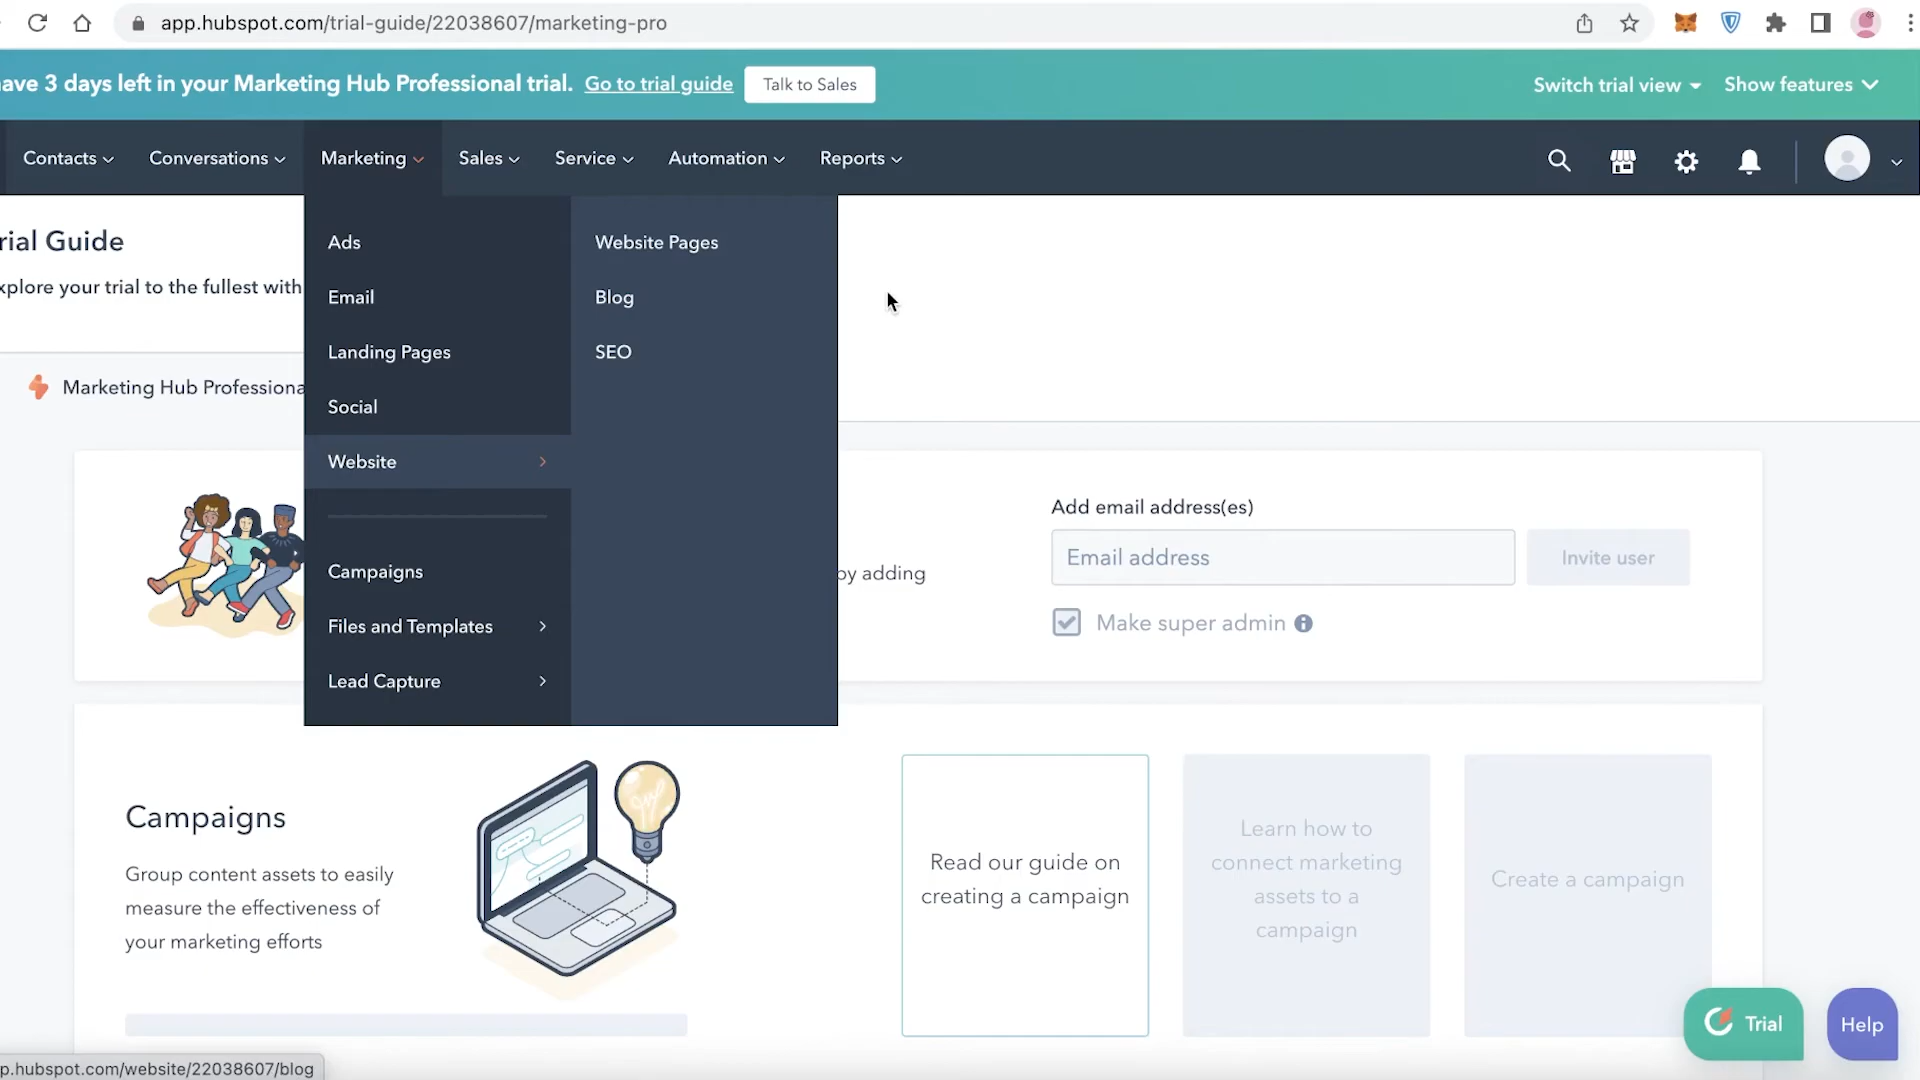 app.hubspot.com/trial-guide/22038607/marketing-pro
ave 3 days left in your Marketing Hub Professional trial. Go to trial guide Talk to Sales Switch trial view Show features
Contacts Conversations Marketing Sales Service Automation Reports
rial Guide
xplore your trial to the fullest with
Marketing Hub Professiona
Ads
Email
Landing Pages
Social
Website
Campaigns
Files and Templates
Lead Capture
Website Pages
Blog
SEO
by adding
Add email address(es)
Email address Invite user
Make super admin
Campaigns
Group content assets to easily
measure the effectiveness of
your marketing efforts
Read our guide on
creating a campaign
Learn how to
connect marketing
assets to a
campaign
Create a campaign
Trial Help
p.hubspot.com/website/22038607/blog